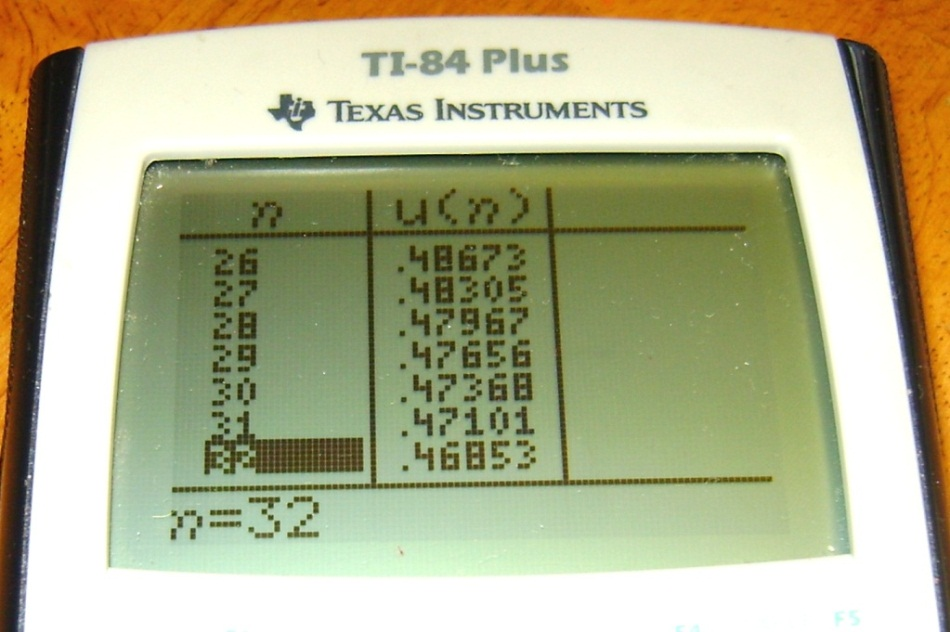 TI-84 Plus
TEXAS INSTRUMENTS
n u(n)
26 .48673
27 .48305
28 .47967
29 .47656
30 .47368
31 .47101
32 .46853
n=32
F5